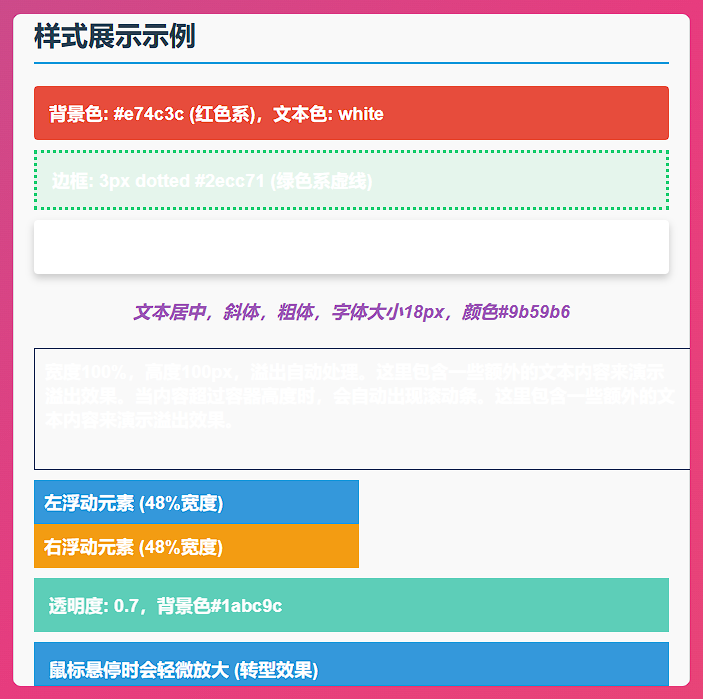 样式展示示例
背景色: #e74c3c (红色系)，文本色: white
边框: 3px dotted #2ecc71 (绿色系虚线)
文本居中，斜体，粗体，字体大小18px，颜色#9b59b6
宽度100%，高度100px，溢出自动处理。这里包含一些额外的文本内容来演示
溢出效果。当内容超过容器高度时，会自动出现滚动条。这里包含一些额外的文
本内容来演示溢出效果。
左浮动元素 (48%宽度)
右浮动元素 (48%宽度)
透明度: 0.7，背景色#1abc9c
鼠标悬停时会轻微放大 (转型效果)